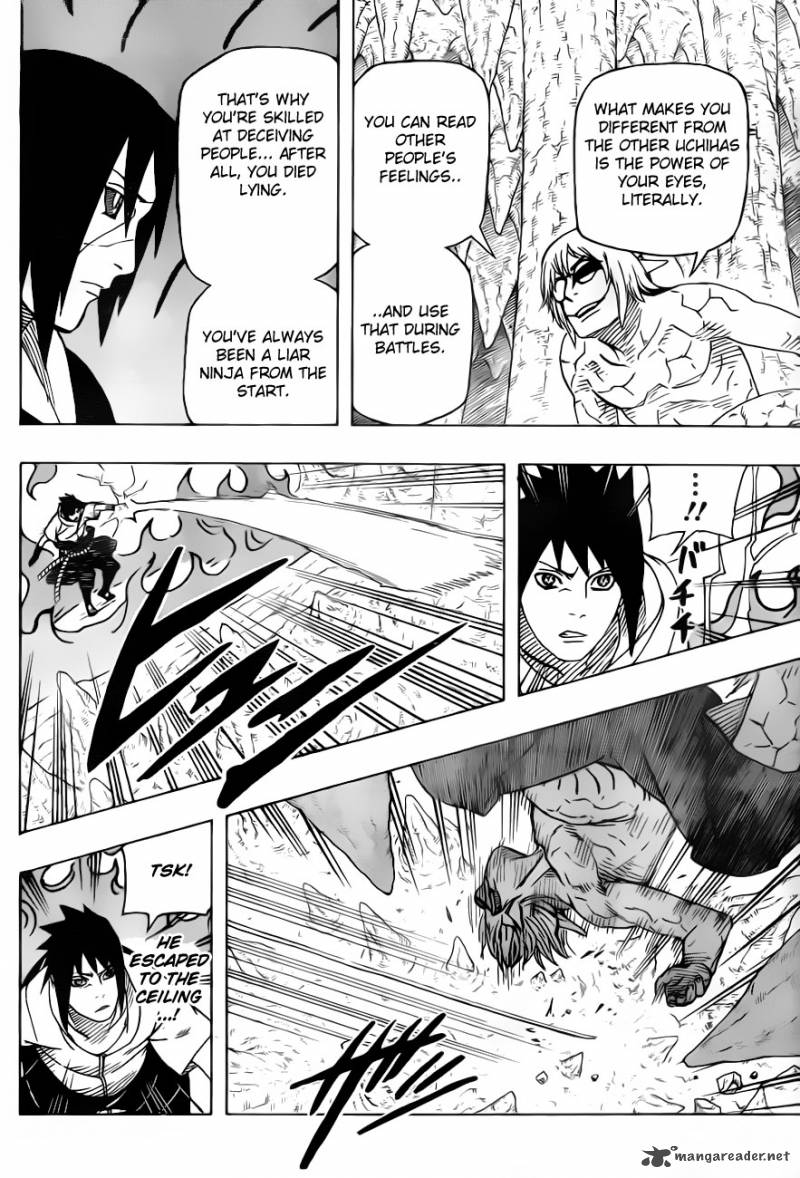 WHAT MAKES YOU
DIFFERENT FROM
THE OTHER UCHIHAS
IS THE POWER OF
YOUR EYES,
LITERALLY.
YOU CAN READ
OTHER
PEOPLE'S
FEELINGS..
..AND USE
THAT DURING
BATTLES.
THAT'S WHY
YOU'RE SKILLED
AT DECEIVING
PEOPLE... AFTER
ALL, YOU DIED
LYING.
YOU'VE ALWAYS
BEEN A LIAR
NINJA FROM THE
START.
...!!
バチチ
TSK!
HE
ESCAPED
TO THE
CEILING
...!
mangareader.net